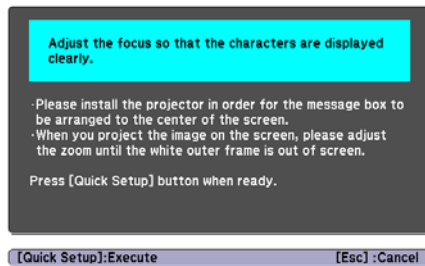 Adjust the focus so that the characters are displayed
clearly.
·Please install the projector in order for the message box to
be arranged to the center of the screen.
·When you project the image on the screen, please adjust
the zoom until the white outer frame is out of screen.
Press [Quick Setup] button when ready.
[Quick Setup]:Execute [Esc] :Cancel